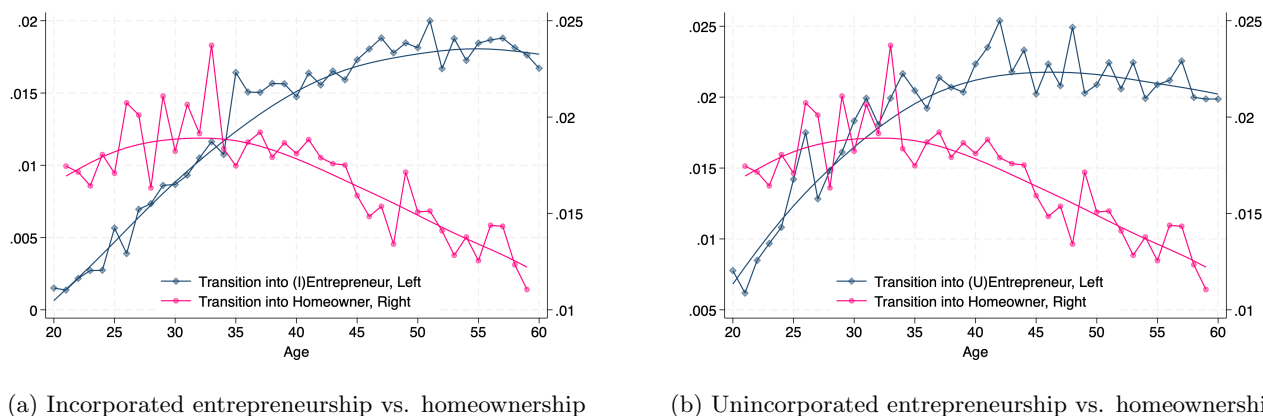 .02
.015
.01
.005
0
.025
.02
.015
.01
20 25 30 35 40 45 50 55 60
Age
Transition into (I)Entrepreneur, Left
Transition into Homeowner, Right
(a) Incorporated entrepreneurship vs. homeownership
.025
.02
.015
.01
.005
.025
.02
.015
.01
20 25 30 35 40 45 50 55 60
Age
Transition into (U)Entrepreneur, Left
Transition into Homeowner, Right
(b) Unincorporated entrepreneurship vs. homeownershi